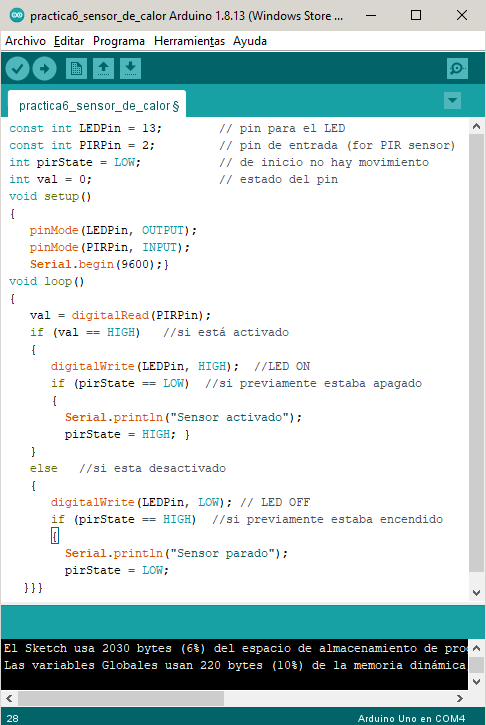 practica6_sensor_de_calor Arduino 1.8.13 (Windows Store ...
Archivo Editar Programa Herramientas Ayuda
practica6_sensor_de_calor §
const int LEDPin = 13;        // pin para el LED
const int PIRPin = 2;         // pin de entrada (for PIR sensor)
int pirState = LOW;           // de inicio no hay movimiento
int val = 0;                  // estado del pin
void setup()
{
   pinMode(LEDPin, OUTPUT);
   pinMode(PIRPin, INPUT);
   Serial.begin(9600);}
void loop()
{
   val = digitalRead(PIRPin);
   if (val == HIGH)   //si está activado
   {
      digitalWrite(LEDPin, HIGH);  //LED ON
      if (pirState == LOW)  //si previamente estaba apagado
      {
        Serial.println("Sensor activado");
        pirState = HIGH; }
   }
   else   //si esta desactivado
   {
      digitalWrite(LEDPin, LOW); // LED OFF
      if (pirState == HIGH)  //si previamente estaba encendido
      {
        Serial.println("Sensor parado");
        pirState = LOW;
  }}}
El Sketch usa 2030 bytes (6%) del espacio de almacenamiento de
Las variables Globales usan 220 bytes (10%) de la memoria dinámica
28
Arduino Uno en COM4